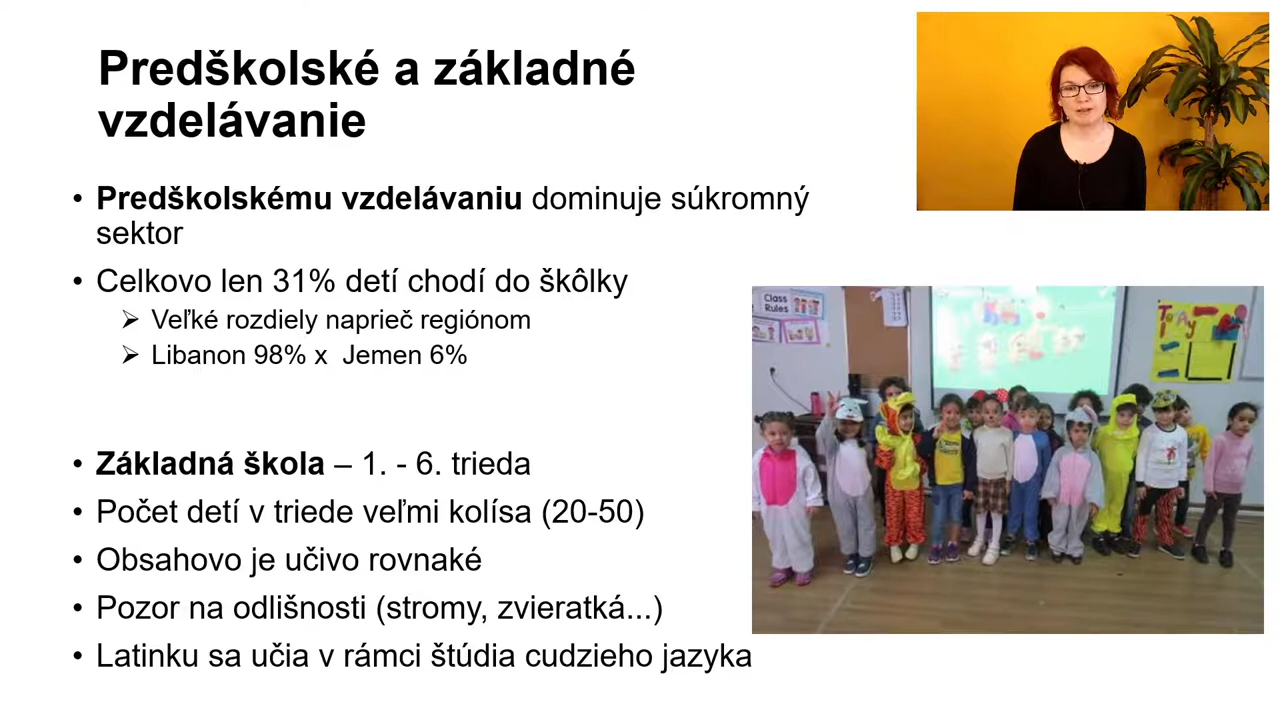 Predškolské a základné
vzdelávanie
• Predškolskému vzdelávaniu dominuje súkromný
sektor
• Celkovo len 31% detí chodí do škôlky
➢ Veľké rozdiely naprieč regiónom
➢ Libanon 98% x Jemen 6%
• Základná škola – 1. - 6. trieda
• Počet detí v triede veľmi kolísa (20-50)
• Obsahovo je učivo rovnaké
• Pozor na odlišnosti (stromy, zvieratká...)
• Latinku sa učia v rámci štúdia cudzieho jazyka
Class
Rules